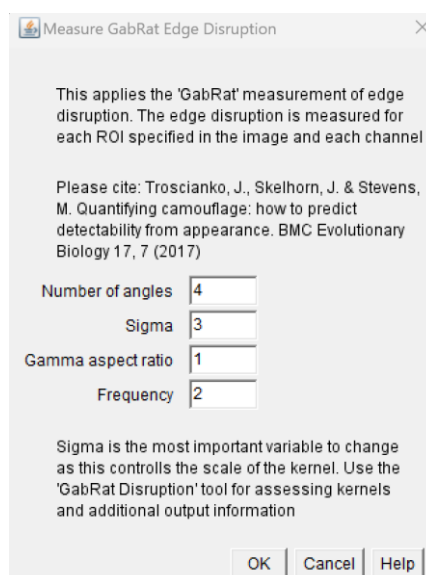 Measure GabRat Edge Disruption
This applies the 'GabRat' measurement of edge
disruption. The edge disruption is measured for
each ROI specified in the image and each channel
Please cite: Troscianko, J., Skelhorn, J. & Stevens,
M. Quantifying camouflage: how to predict
detectability from appearance. BMC Evolutionary
Biology 17, 7 (2017)
Number of angles 4
Sigma 3
Gamma aspect ratio 1
Frequency 2
Sigma is the most important variable to change
as this controlls the scale of the kernel. Use the
'GabRat Disruption' tool for assessing kernels
and additional output information
OK Cancel Help